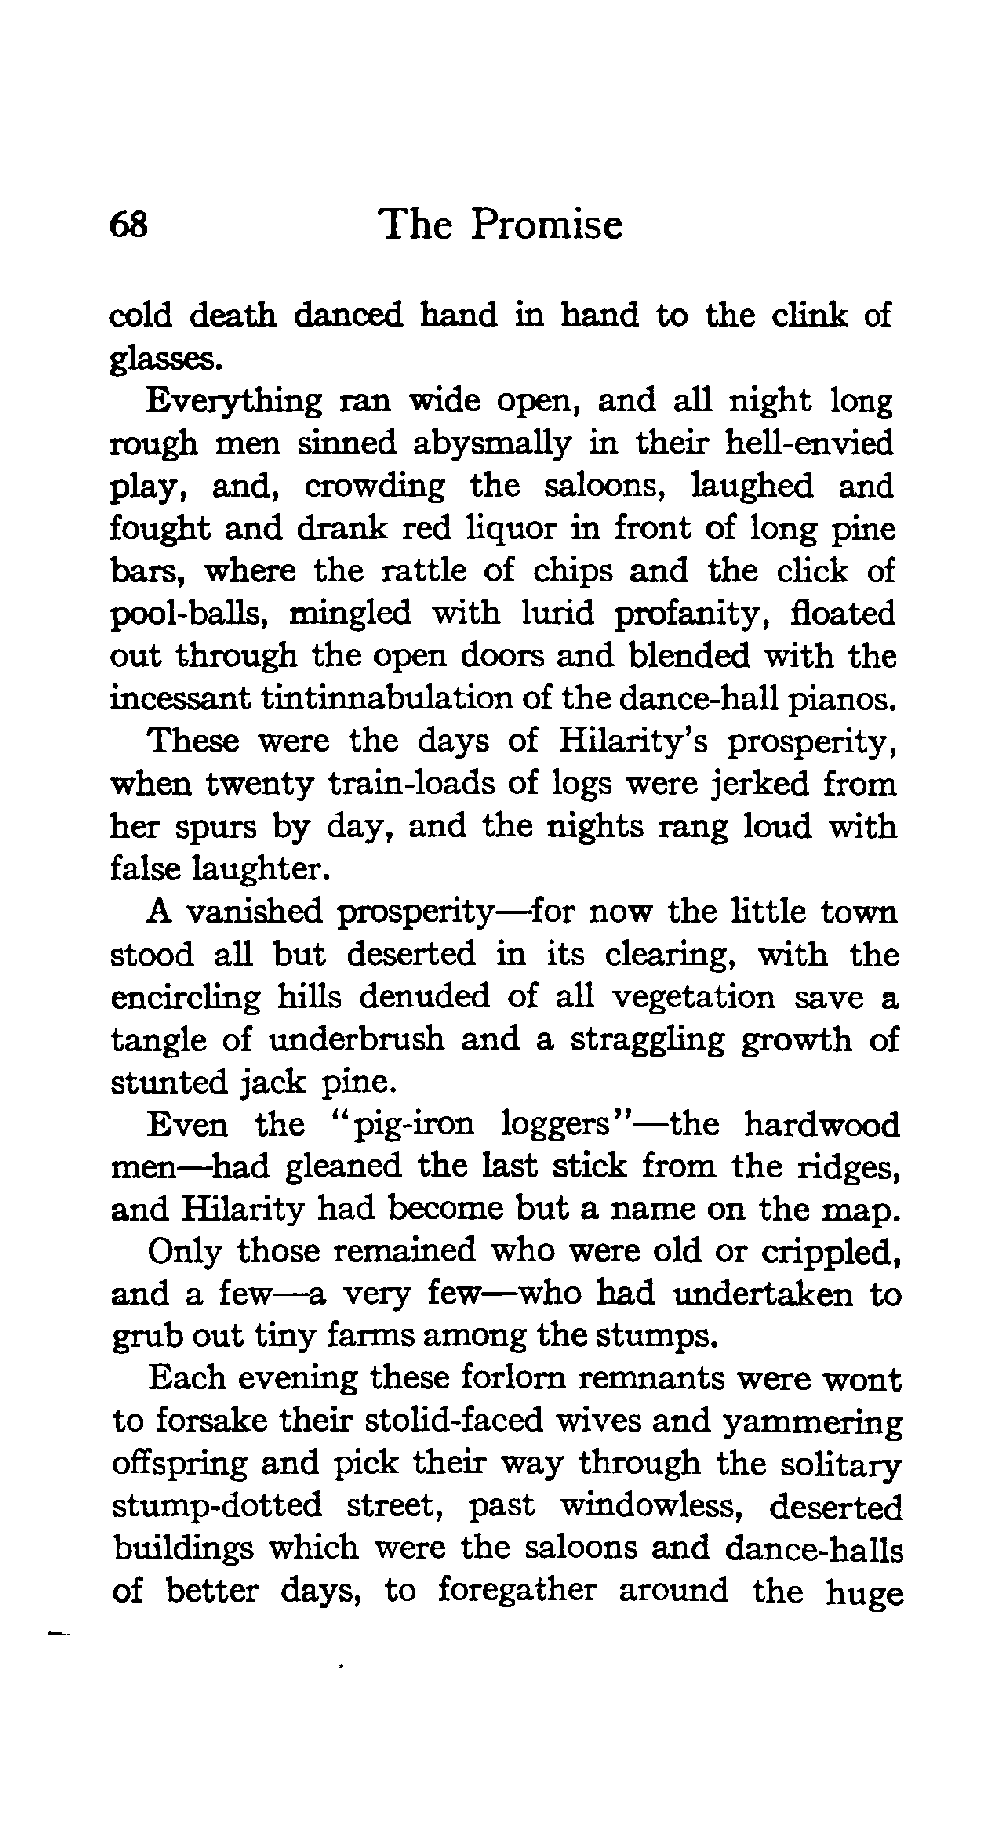 68 The Promise
cold death danced hand in hand to the clink of
glasses.
Everything ran wide open, and all night long
rough men sinned abysmally in their hell-envied
play, and, crowding the saloons, laughed and
fought and drank red liquor in front of long pine
bars, where the rattle of chips and the click of
pool-balls, mingled with lurid profanity, floated
out through the open doors and blended with the
incessant tintinnabulation of the dance-hall pianos.
These were the days of Hilarity's prosperity,
when twenty train-loads of logs were jerked from
her spurs by day, and the nights rang loud with
false laughter.
A vanished prosperity—for now the little town
stood all but deserted in its clearing, with the
encircling hills denuded of all vegetation save a
tangle of underbrush and a straggling growth of
stunted jack pine.
Even the "pig-iron loggers"—the hardwood
men—had gleaned the last stick from the ridges,
and Hilarity had become but a name on the map.
Only those remained who were old or crippled,
and a few—a very few—who had undertaken to
grub out tiny farms among the stumps.
Each evening these forlorn remnants were wont
to forsake their stolid-faced wives and yammering
offspring and pick their way through the solitary
stump-dotted street, past windowless, deserted
buildings which were the saloons and dance-halls
of better days, to foregather around the huge